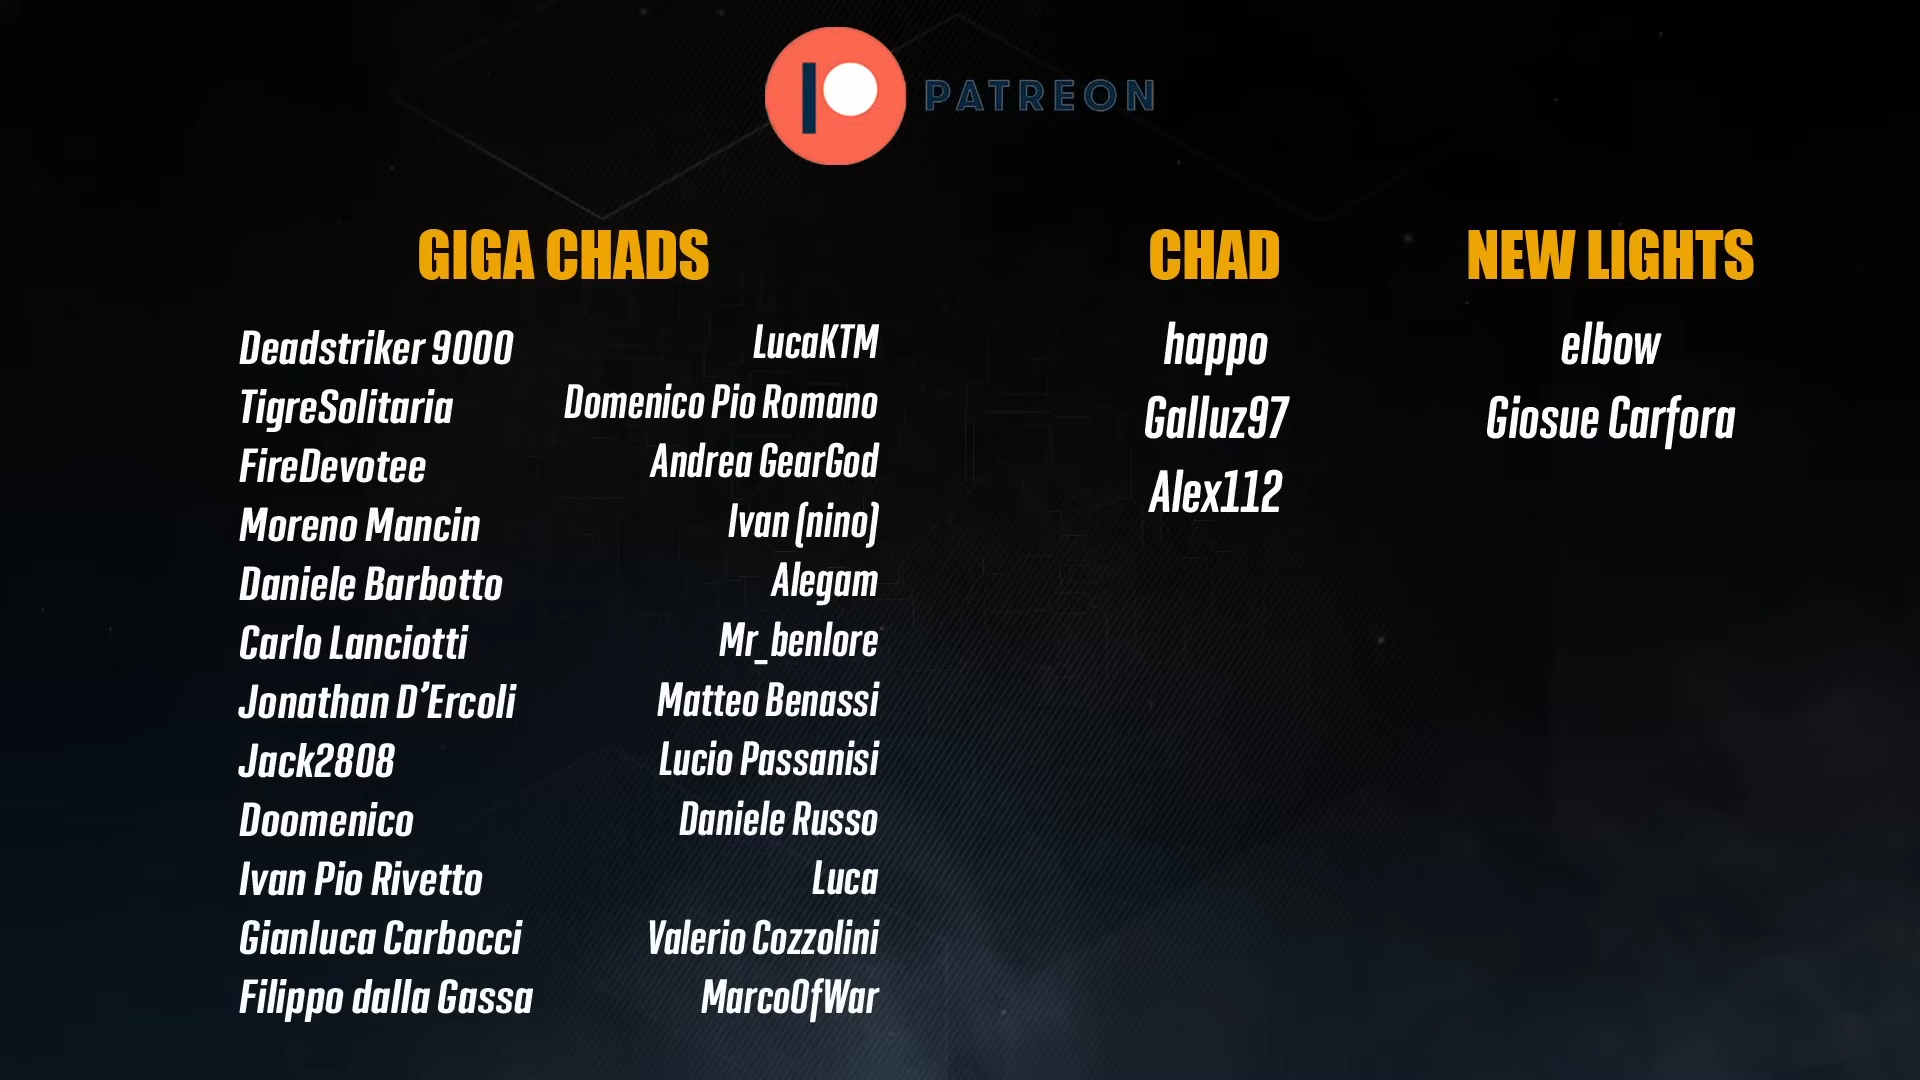 PATREON
GIGA CHADS
Deadstriker 9000
TigreSolitaria
FireDevotee
Moreno Mancin
Daniele Barbotto
Carlo Lanciotti
Jonathan D'Ercoli
Jack2808
Doomenico
Ivan Pio Rivetto
Gianluca Carbocci
Filippo dalla Gassa
LucaKTM
Domenico Pio Romano
Andrea GearGod
Ivan (nino)
Alegam
Mr_benlore
Matteo Benassi
Lucio Passanisi
Daniele Russo
Luca
Valerio Cozzolini
MarcoOfWar
CHAD
happo
Galluz97
Alex112
NEW LIGHTS
elbow
Giosue Carfora